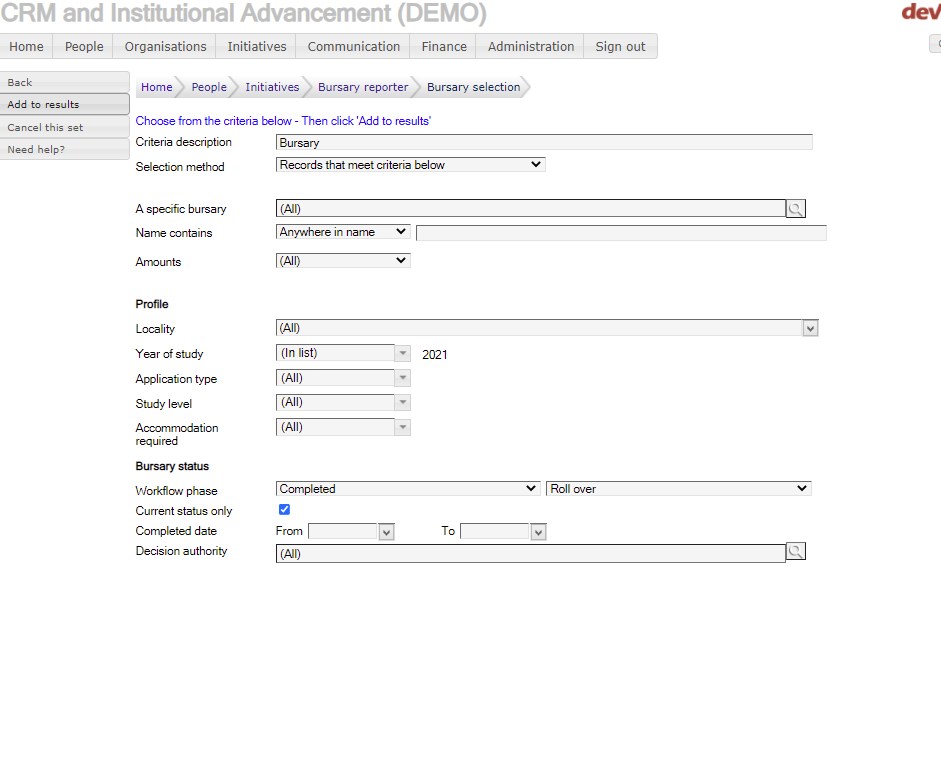 CRM and Institutional Advancement (DEMO)
dev
Home People Organisations Initiatives Communication Finance Administration Sign out
Back
Add to results
Cancel this set
Need help?
Home People Initiatives Bursary reporter Bursary selection
Choose from the criteria below - Then click 'Add to results'
Criteria description Bursary
Selection method Records that meet criteria below
A specific bursary (All)
Name contains Anywhere in name
Amounts (All)
Profile
Locality (All)
Year of study (In list) 2021
Application type (All)
Study level (All)
Accommodation
required (All)
Bursary status
Workflow phase Completed Roll over
Current status only
Completed date From To
Decision authority (All)